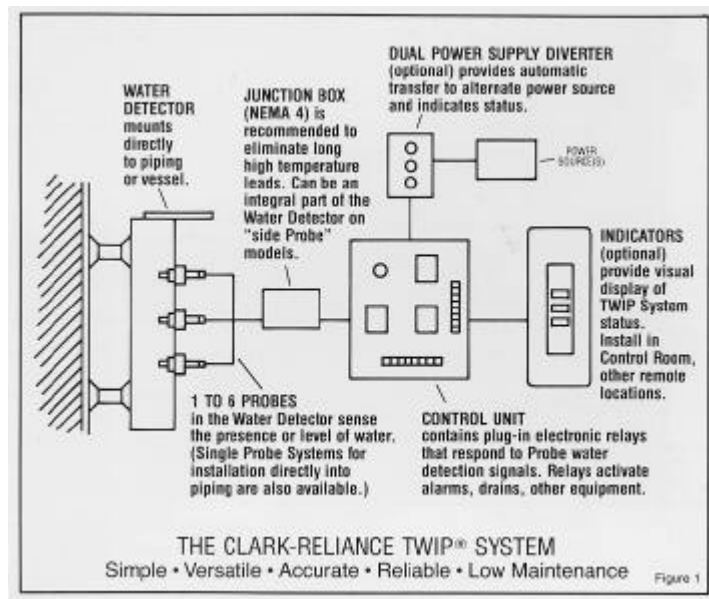 DUAL POWER SUPPLY DIVERTER
(optional) provides automatic
transfer to alternate power source
and indicates status.
WATER
DETECTOR
mounts
directly
to piping
or vessel.
JUNCTION BOX
(NEMA 4) is
recommended to
eliminate long
high temperature
leads. Can be an
integral part of the
Water Detector on
"side Probe"
models.
POWER
SOURCE(S)
INDICATORS
(optional)
provide visual
display of
TWIP System
status.
Install in
Control Room,
other remote
locations.
1 TO 6 PROBES
in the Water Detector sense
the presence or level of water.
(Single Probe Systems for
installation directly into
piping are also available.)
CONTROL UNIT
contains plug-in electronic relays
that respond to Probe water
detection signals. Relays activate
alarms, drains, other equipment.
THE CLARK-RELIANCE TWIP® SYSTEM
Simple • Versatile • Accurate • Reliable • Low Maintenance
Figure 1